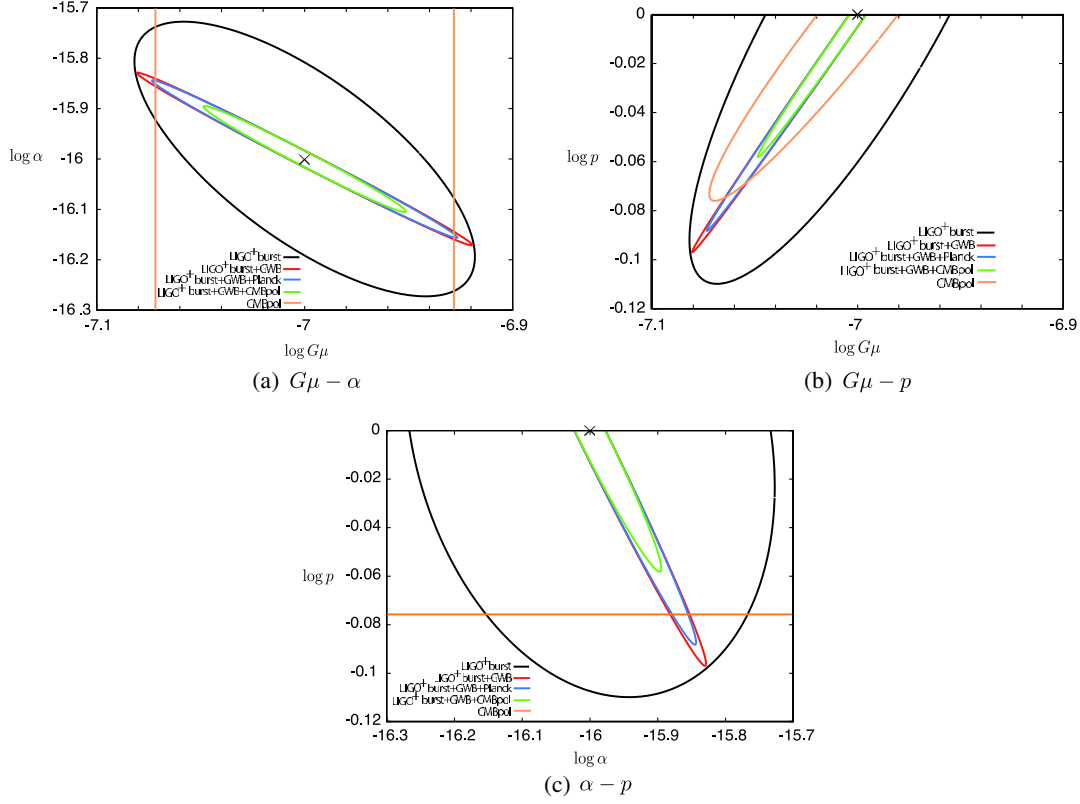 -15.7
-15.8
-15.9
log α
-16
-16.1
-16.2
-16.3
LIGO+burst
LIGO+burst+GWB
LIGO+burst+GWB+Planck
LIGO+burst+GWB+CMBpol
CMBpol
-7.1 -7 -6.9
log Gμ
(a) Gμ − α
0
-0.02
-0.04
log p
-0.06
-0.08
-0.1
-0.12
LIGO+burst
LIGO+burst+GWB
LIGO+burst+GWB+Planck
LIGO+burst+GWB+CMBpol
CMBpol
-7.1 -7 -6.9
log Gμ
(b) Gμ − p
0
-0.02
-0.04
log p
-0.06
-0.08
-0.1
-0.12
LIGO+burst
LIGO+burst+GWB
LIGO+burst+GWB+Planck
LIGO+burst+GWB+CMBpol
CMBpol
-16.3 -16.2 -16.1 -16 -15.9 -15.8 -15.7
log α
(c) α − p